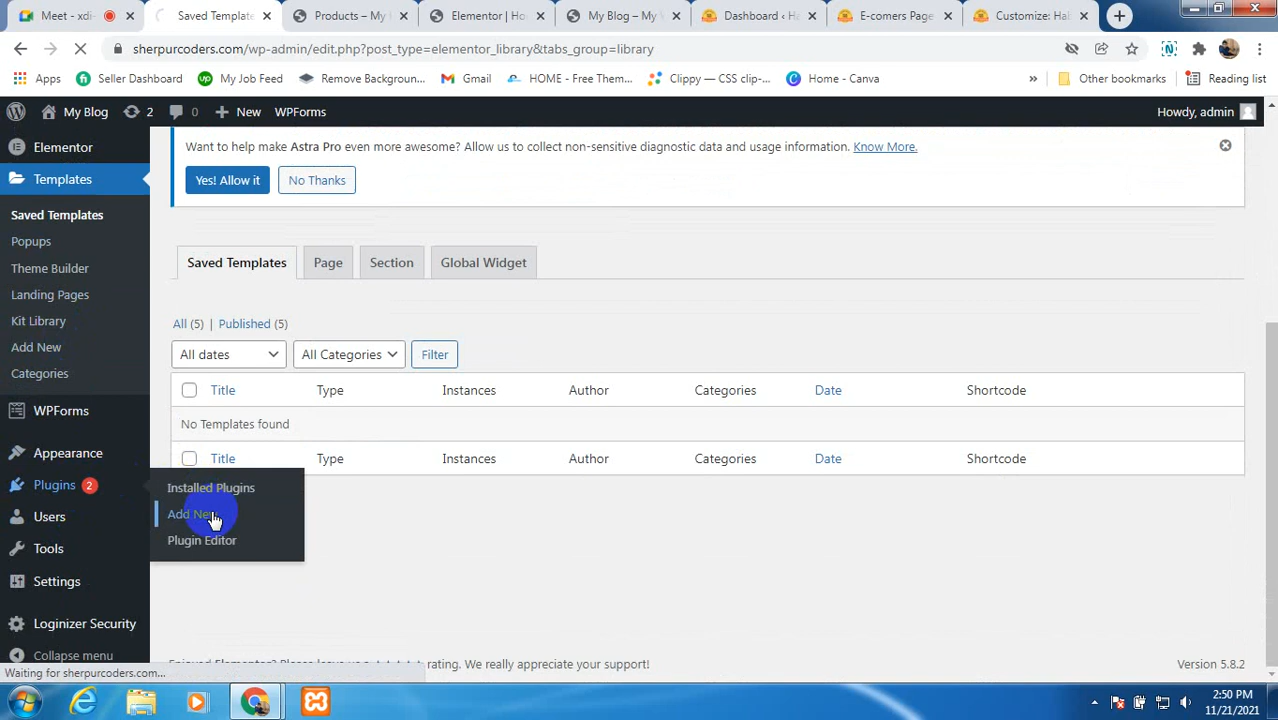 Meet - xdi
Saved Template
Products – My
Elementor | Ho
My Blog – My
Dashboard ‹ Ha
E-comers Page
Customize: Ha
sherpurcoders.com/wp-admin/edit.php?post_type=elementor_library&tabs_group=library
Apps
Seller Dashboard
My Job Feed
Remove Backgroun...
Gmail
HOME - Free Them...
Clippy — CSS clip-...
Home - Canva
»
Other bookmarks
Reading list
My Blog
2
0
New
WPForms
Howdy, admin
Elementor
Templates
Saved Templates
Popups
Theme Builder
Landing Pages
Kit Library
Add New
Categories
WPForms
Appearance
Plugins 2
Users
Tools
Settings
Loginizer Security
Collapse menu
Installed Plugins
Add New
Plugin Editor
Want to help make Astra Pro even more awesome? Allow us to collect non-sensitive diagnostic data and usage information. Know More.
Yes! Allow it
No Thanks
Saved Templates
Page
Section
Global Widget
All (5) | Published (5)
All dates
All Categories
Filter
Title
Type
Instances
Author
Categories
Date
Shortcode
No Templates found
Title
Type
Instances
Author
Categories
Date
Shortcode
rating. We really appreciate your support!
Version 5.8.2
Waiting for sherpurcoders.com...
2:50 PM
11/21/2021